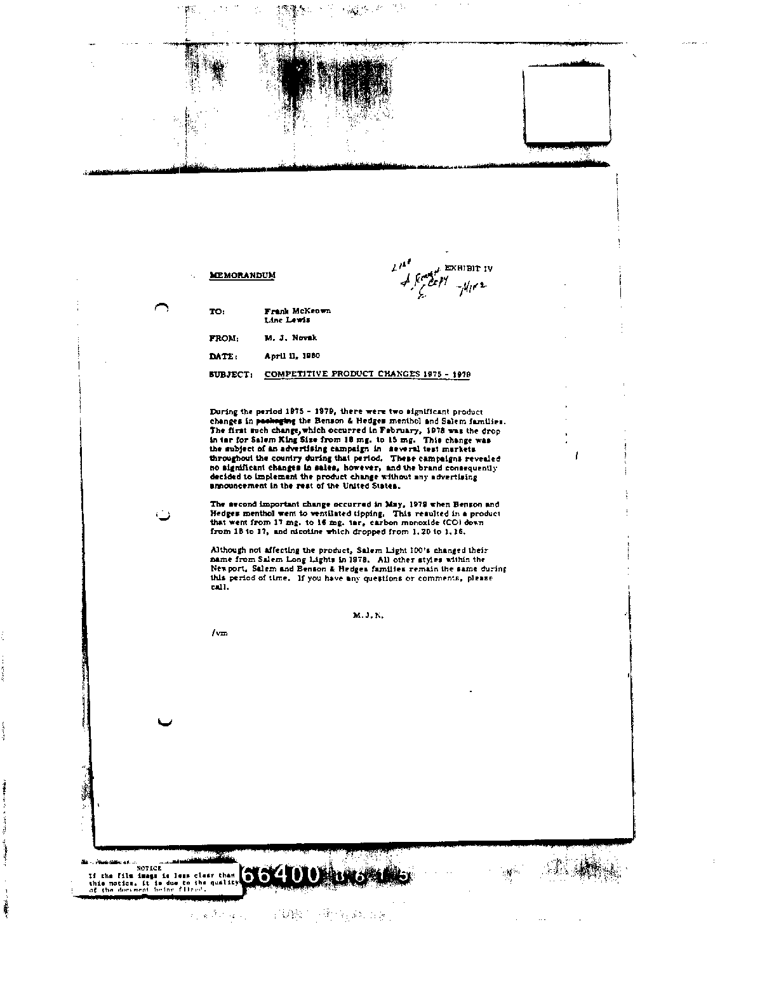 EXHIBIT IV
MEMORANDUM
COPY
TO: Frank McKeown
Linc Lewis
FROM: M. J. Novak
DATE: April 11, 1980
SUBJECT: COMPETITIVE PRODUCT CHANGES 1975 - 1979
During the period 1975 - 1979, there were two significant product
changes in packaging the Benson & Hedges menthol and Salem families.
The first such change, which occurred in February, 1978 was the drop
in tar for Salem King Size from 18 mg. to 15 mg. This change was
the subject of an advertising campaign in several test markets
throughout the country during that period. These campaigns revealed
no significant changes in sales, however, and the brand consequently
decided to implement the product change without any advertising
announcement in the rest of the United States.
The second important change occurred in May, 1979 when Benson and
Hedges menthol went to ventilated tipping. This resulted in a product
that went from 17 mg. to 16 mg. tar, carbon monoxide (CO) down
from 18 to 17, and nicotine which dropped from 1.20 to 1.16.
Although not affecting the product, Salem Light 100's changed their
name from Salem Long Lights in 1978. All other styles within the
Newport, Salem and Benson & Hedges families remain the same during
this period of time. If you have any questions or comments, please
call.
M.J.N.
/vm
NOTICE
If the film image is less clear than
this notice, it is due to the quality
of the document being filmed.
66400 0615